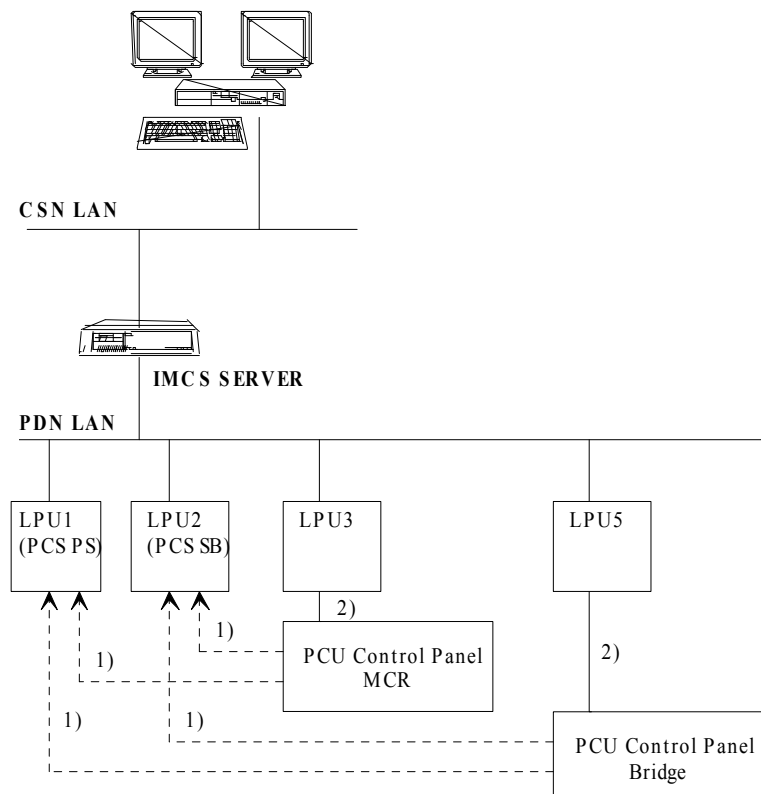 CSN LAN
IMCS SERVER
PDN LAN
LPU1
(PCS PS)
LPU2
(PCS SB)
LPU3
LPU5
2)
1)
PCU Control Panel
MCR
1)
2)
1)
1)
PCU Control Panel
Bridge